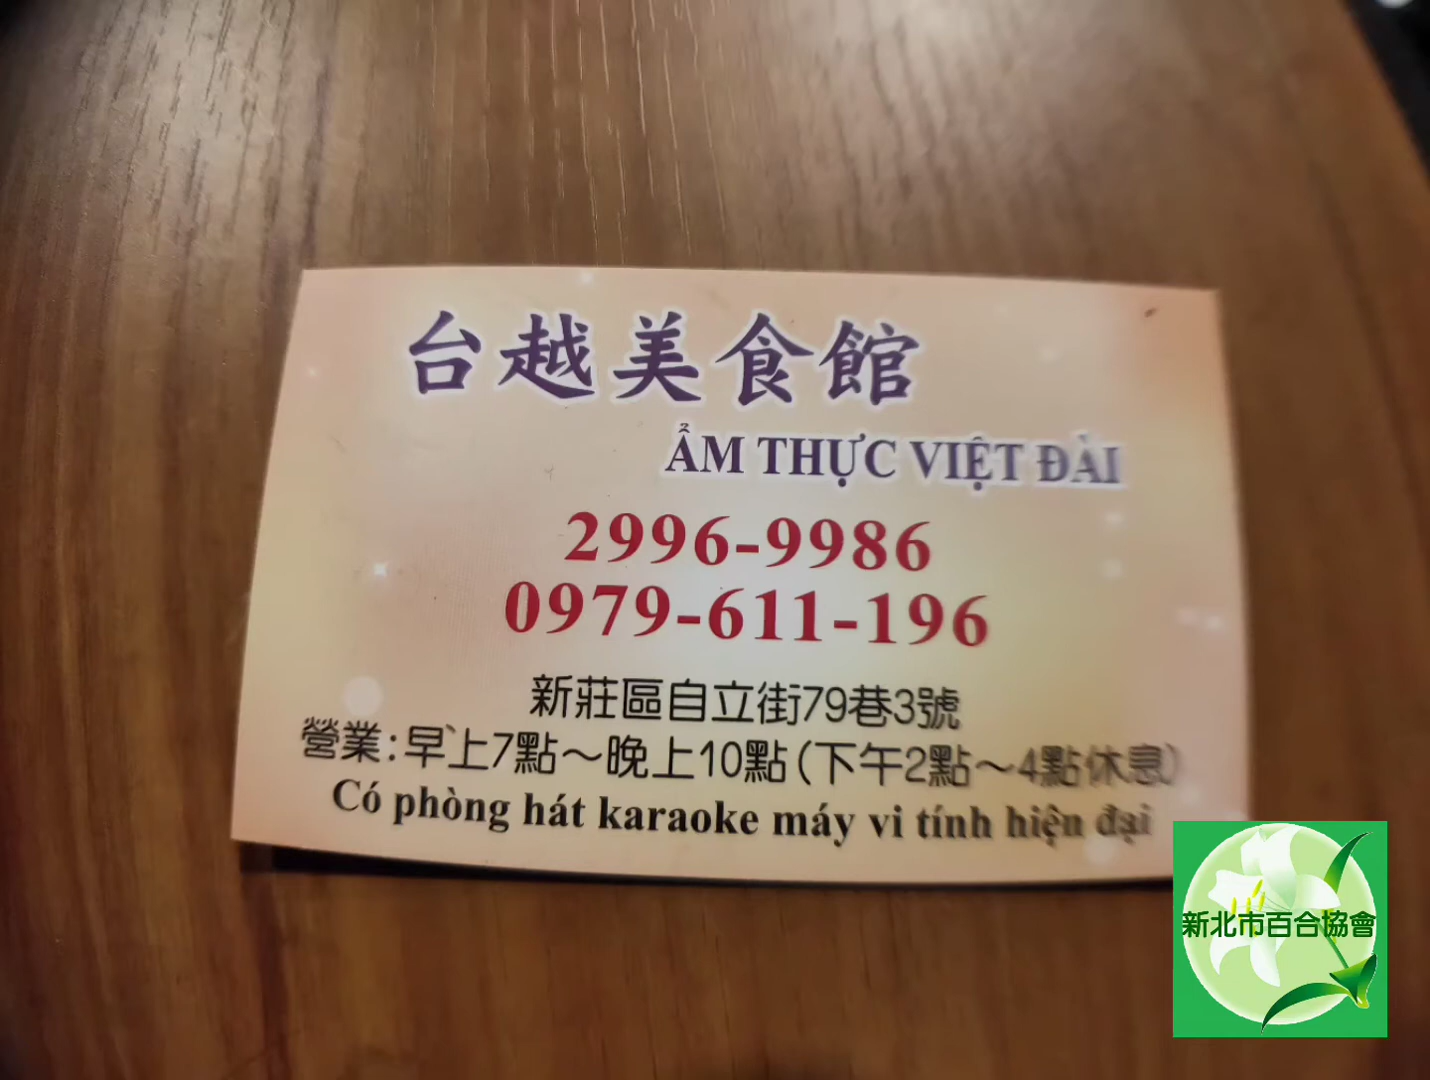 台越美食館
ẨM THỰC VIỆT ĐÀI
2996-9986
0979-611-196
新莊區自立街79巷3號
營業:早上7點～晚上10點(下午2點～4點休息)
Có phòng hát karaoke máy vi tính hiện đại
新北市百合協會